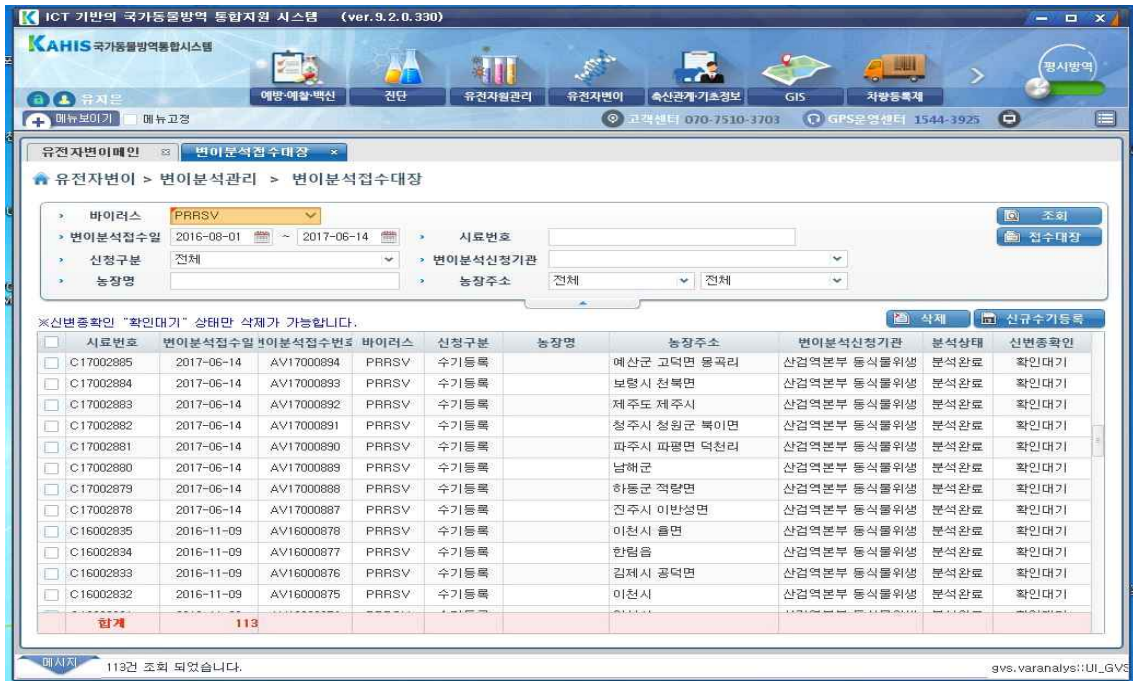 ICT 기반의 국가동물방역 통합지원 시스템 (ver.9.2.0.330)
KAHIS 국가동물방역통합시스템
예방·예찰·백신 진단 유전자원관리 유전자변이 축산관계·기초정보 GIS 차량등록제 평시방역
유지은
메뉴보이기 메뉴고정 고객센터 070-7510-3703 GPS운영센터 1544-3925
유전자변이메인 변이분석접수대장
유전자변이 > 변이분석관리 > 변이분석접수대장
바이러스 PRRSV 조회
변이분석접수일 2016-08-01 ~ 2017-06-14 시료번호 접수대장
신청구분 전체 변이분석신청기관
농장명 농장주소 전체 전체
※신변종확인 "확인대기" 상태만 삭제가 가능합니다. 삭제 신규수기등록
시료번호 변이분석접수일 변이분석접수번호 바이러스 신청구분 농장명 농장주소 변이분석신청기관 분석상태 신변종확인
C17002885 2017-06-14 AV17000894 PRRSV 수기등록 예산군 고덕면 몽곡리 산검역본부 동식물위생 분석완료 확인대기
C17002884 2017-06-14 AV17000893 PRRSV 수기등록 보령시 천북면 산검역본부 동식물위생 분석완료 확인대기
C17002883 2017-06-14 AV17000892 PRRSV 수기등록 제주도 제주시 산검역본부 동식물위생 분석완료 확인대기
C17002882 2017-06-14 AV17000891 PRRSV 수기등록 청주시 청원군 북이면 산검역본부 동식물위생 분석완료 확인대기
C17002881 2017-06-14 AV17000890 PRRSV 수기등록 파주시 파평면 덕천리 산검역본부 동식물위생 분석완료 확인대기
C17002880 2017-06-14 AV17000889 PRRSV 수기등록 남해군 산검역본부 동식물위생 분석완료 확인대기
C17002879 2017-06-14 AV17000888 PRRSV 수기등록 하동군 적량면 산검역본부 동식물위생 분석완료 확인대기
C17002878 2017-06-14 AV17000887 PRRSV 수기등록 진주시 이반성면 산검역본부 동식물위생 분석완료 확인대기
C16002835 2016-11-09 AV16000878 PRRSV 수기등록 이천시 율면 산검역본부 동식물위생 분석완료 확인대기
C16002834 2016-11-09 AV16000877 PRRSV 수기등록 한림읍 산검역본부 동식물위생 분석완료 확인대기
C16002833 2016-11-09 AV16000876 PRRSV 수기등록 김제시 공덕면 산검역본부 동식물위생 분석완료 확인대기
C16002832 2016-11-09 AV16000875 PRRSV 수기등록 이천시 산검역본부 동식물위생 분석완료 확인대기
합계 113
메시지 113건 조회 되었습니다. gvs.varanalys::UI_GVS